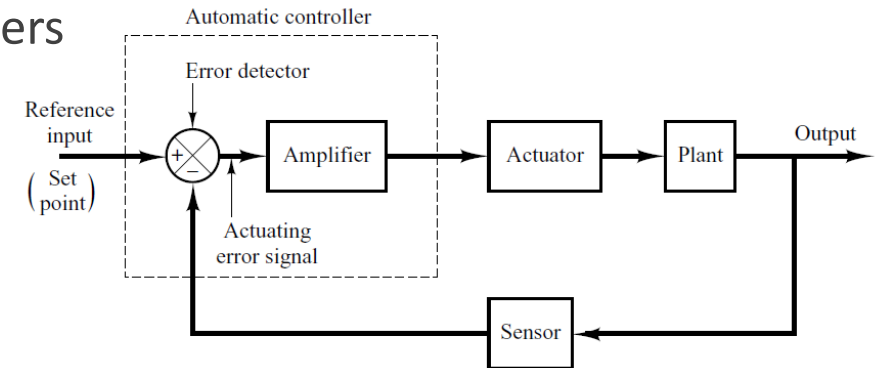 ers
Automatic controller
Error detector
Reference
input
( Set
point )
+
−
Amplifier
Actuator
Plant
Output
Actuating
error signal
Sensor